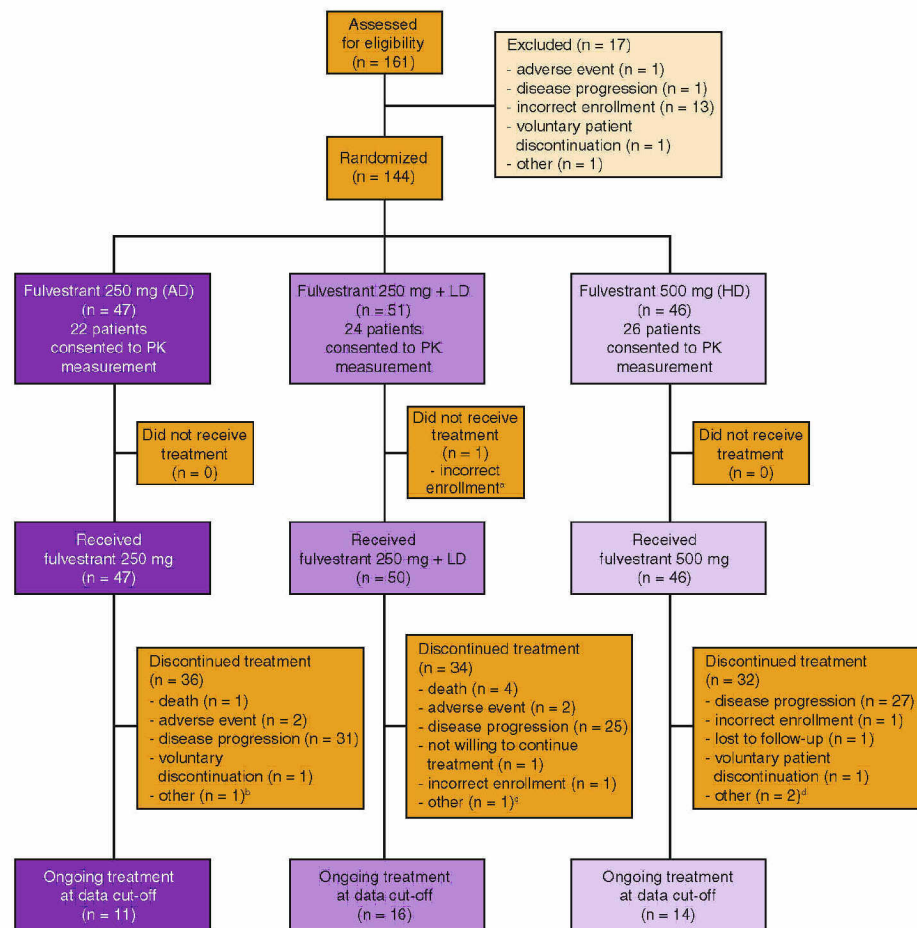 Assessed
for eligibility
(n = 161)
Excluded (n = 17)
- adverse event (n = 1)
- disease progression (n = 1)
- incorrect enrollment (n = 13)
- voluntary patient
discontinuation (n = 1)
- other (n = 1)
Randomized
(n = 144)
Fulvestrant 250 mg (AD)
(n = 47)
22 patients
consented to PK
measurement
Fulvestrant 250 mg + LD
(n = 51)
24 patients
consented to PK
measurement
Fulvestrant 500 mg (HD)
(n = 46)
26 patients
consented to PK
measurement
Did not receive
treatment
(n = 0)
Did not receive
treatment
(n = 1)
- incorrect
enrollmentᵃ
Did not receive
treatment
(n = 0)
Received
fulvestrant 250 mg
(n = 47)
Received
fulvestrant 250 mg + LD
(n = 50)
Received
fulvestrant 500 mg
(n = 46)
Discontinued treatment
(n = 36)
- death (n = 1)
- adverse event (n = 2)
- disease progression (n = 31)
- voluntary
discontinuation (n = 1)
- other (n = 1)ᵇ
Discontinued treatment
(n = 34)
- death (n = 4)
- adverse event (n = 2)
- disease progression (n = 25)
- not willing to continue
treatment (n = 1)
- incorrect enrollment (n = 1)
- other (n = 1)ᶜ
Discontinued treatment
(n = 32)
- disease progression (n = 27)
- incorrect enrollment (n = 1)
- lost to follow-up (n = 1)
- voluntary patient
discontinuation (n = 1)
- other (n = 2)ᵈ
Ongoing treatment
at data cut-off
(n = 11)
Ongoing treatment
at data cut-off
(n = 16)
Ongoing treatment
at data cut-off
(n = 14)